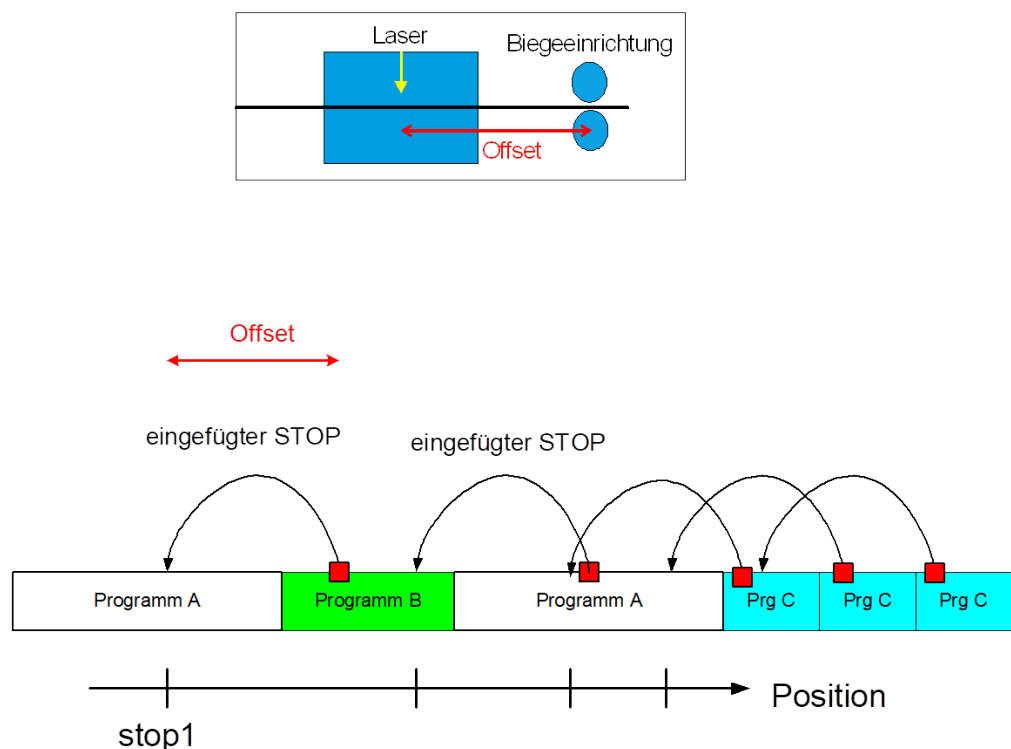 Laser
Biegeeinrichtung
Offset
Offset
eingefügter STOP
eingefügter STOP
Programm A
Programm B
Programm A
Prg C
Prg C
Prg C
Position
stop1